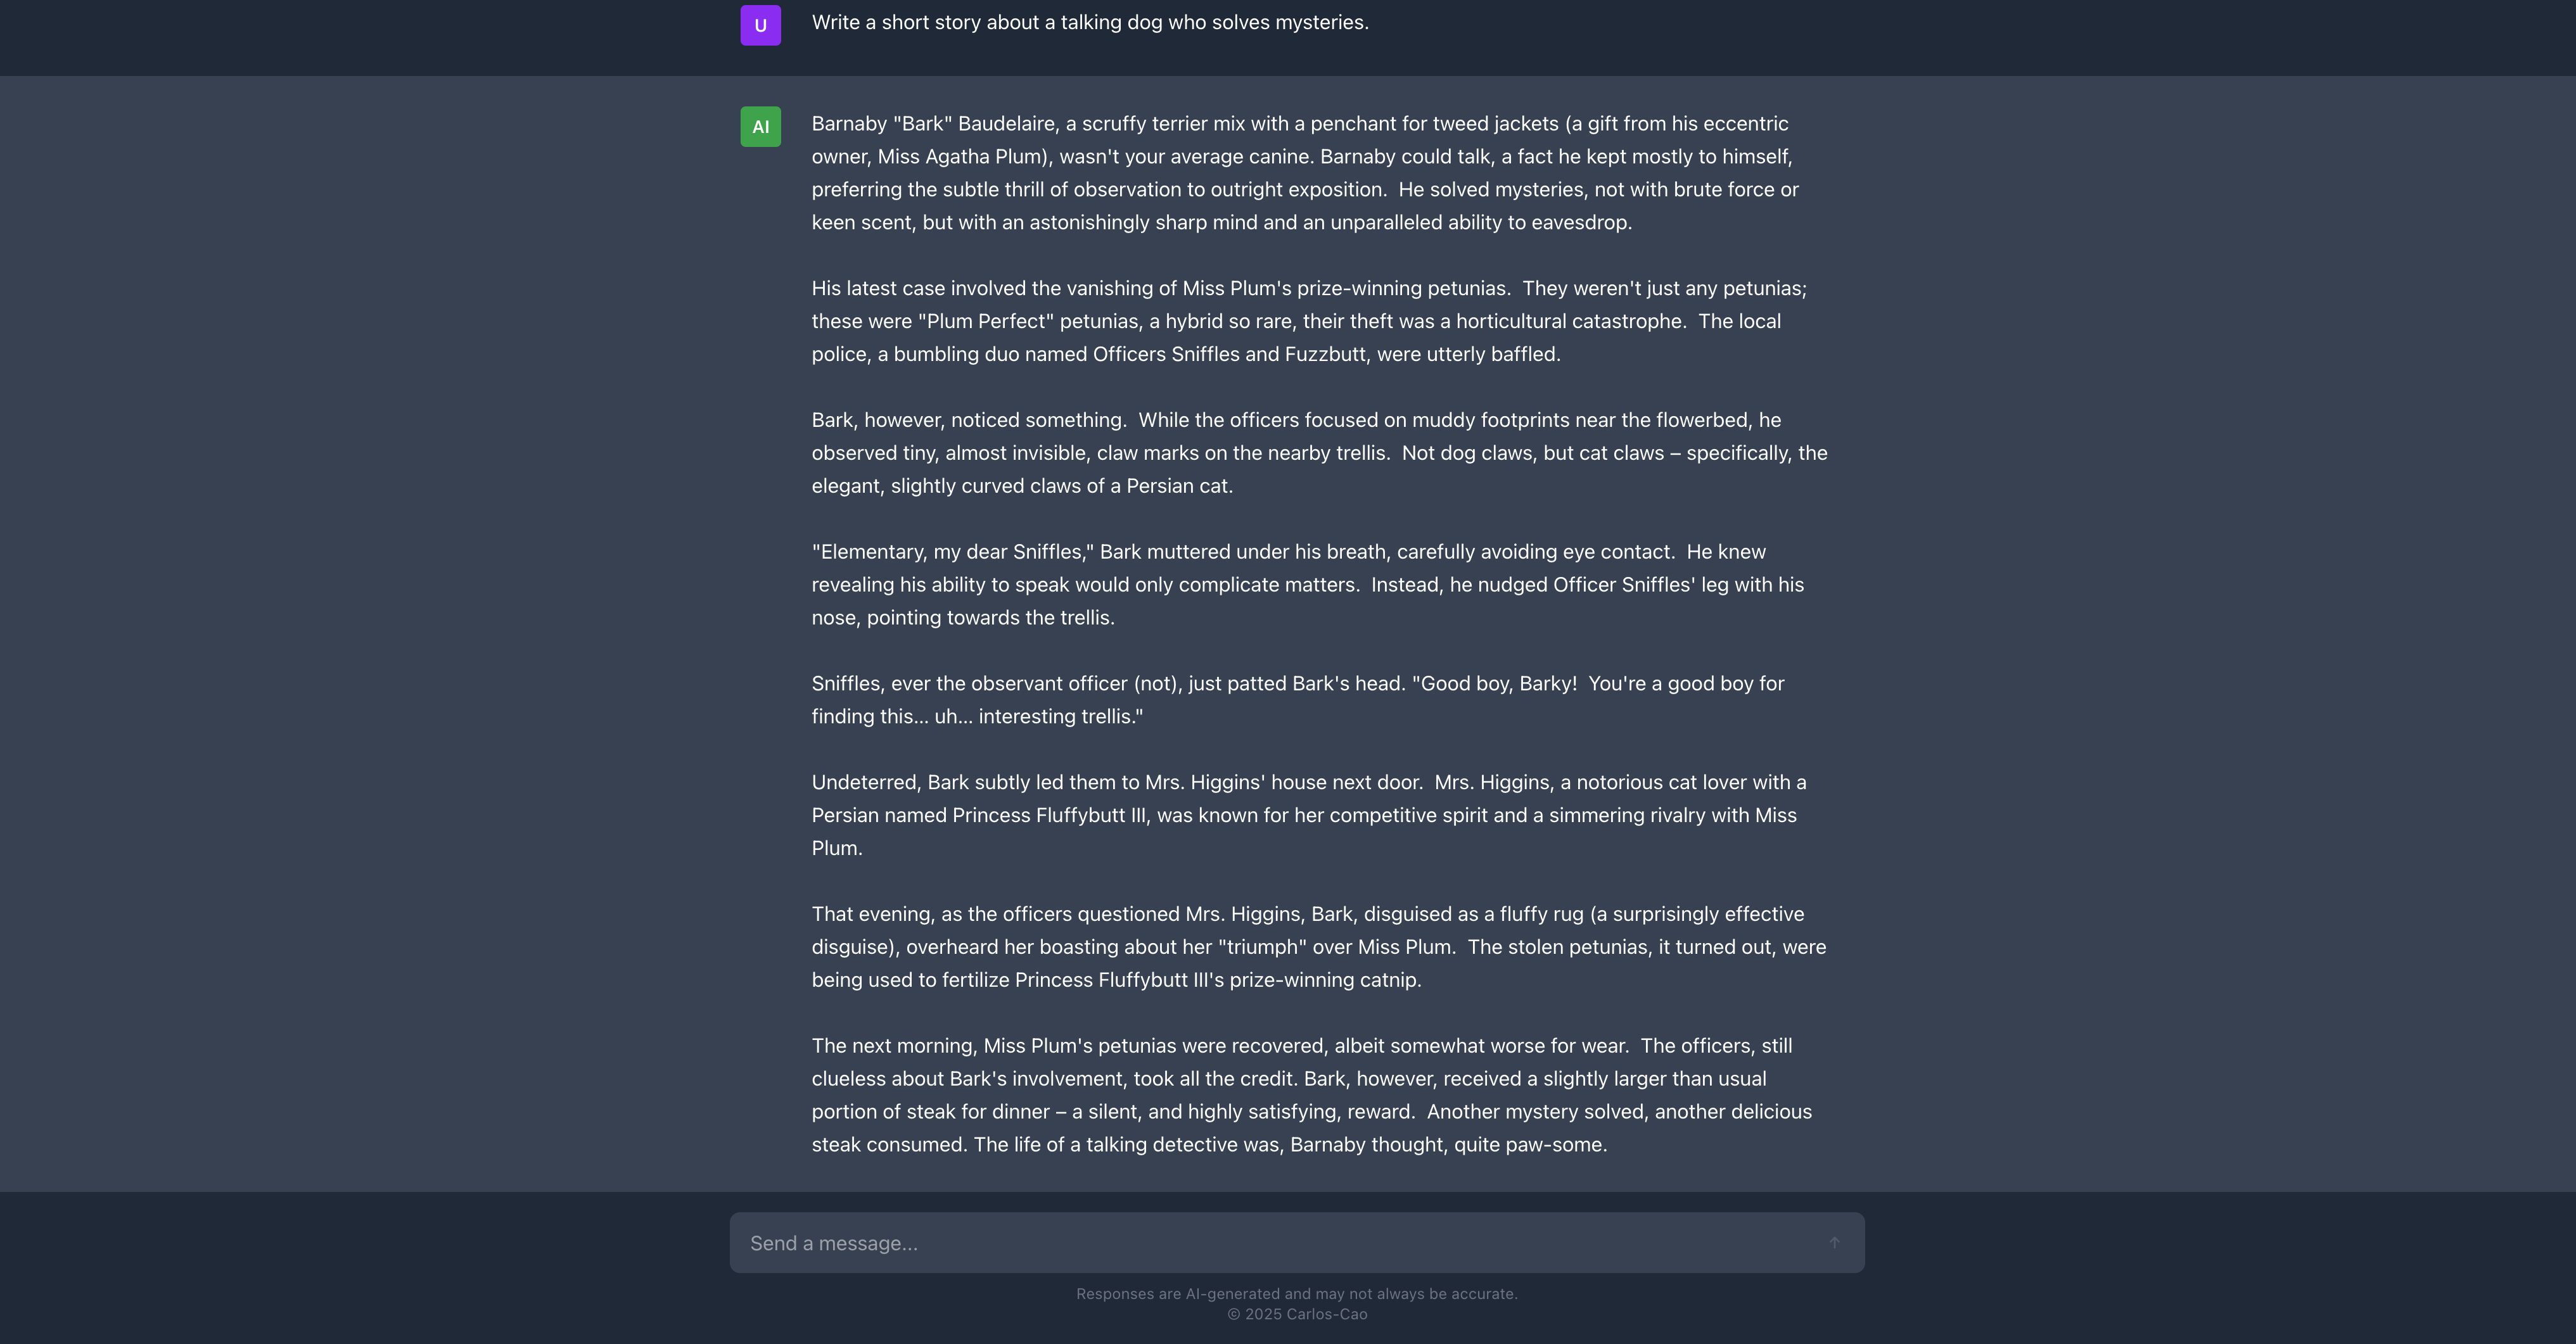 U
Write a short story about a talking dog who solves mysteries.
AI
Barnaby "Bark" Baudelaire, a scruffy terrier mix with a penchant for tweed jackets (a gift from his eccentric
owner, Miss Agatha Plum), wasn't your average canine. Barnaby could talk, a fact he kept mostly to himself,
preferring the subtle thrill of observation to outright exposition.  He solved mysteries, not with brute force or
keen scent, but with an astonishingly sharp mind and an unparalleled ability to eavesdrop.
His latest case involved the vanishing of Miss Plum's prize-winning petunias.  They weren't just any petunias;
these were "Plum Perfect" petunias, a hybrid so rare, their theft was a horticultural catastrophe.  The local
police, a bumbling duo named Officers Sniffles and Fuzzbutt, were utterly baffled.
Bark, however, noticed something.  While the officers focused on muddy footprints near the flowerbed, he
observed tiny, almost invisible, claw marks on the nearby trellis.  Not dog claws, but cat claws – specifically, the
elegant, slightly curved claws of a Persian cat.
"Elementary, my dear Sniffles," Bark muttered under his breath, carefully avoiding eye contact.  He knew
revealing his ability to speak would only complicate matters.  Instead, he nudged Officer Sniffles' leg with his
nose, pointing towards the trellis.
Sniffles, ever the observant officer (not), just patted Bark's head. "Good boy, Barky!  You're a good boy for
finding this... uh... interesting trellis."
Undeterred, Bark subtly led them to Mrs. Higgins' house next door.  Mrs. Higgins, a notorious cat lover with a
Persian named Princess Fluffybutt III, was known for her competitive spirit and a simmering rivalry with Miss
Plum.
That evening, as the officers questioned Mrs. Higgins, Bark, disguised as a fluffy rug (a surprisingly effective
disguise), overheard her boasting about her "triumph" over Miss Plum.  The stolen petunias, it turned out, were
being used to fertilize Princess Fluffybutt III's prize-winning catnip.
The next morning, Miss Plum's petunias were recovered, albeit somewhat worse for wear.  The officers, still
clueless about Bark's involvement, took all the credit. Bark, however, received a slightly larger than usual
portion of steak for dinner – a silent, and highly satisfying, reward.  Another mystery solved, another delicious
steak consumed. The life of a talking detective was, Barnaby thought, quite paw-some.
Send a message...
↑
Responses are AI-generated and may not always be accurate.
© 2025 Carlos-Cao